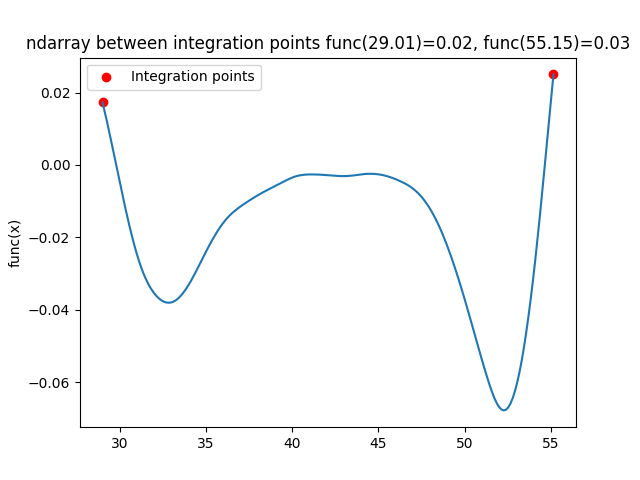 ndarray between integration points func(29.01)=0.02, func(55.15)=0.03
Integration points
0.02
0.00
−0.02
−0.04
−0.06
func(x)
30 35 40 45 50 55